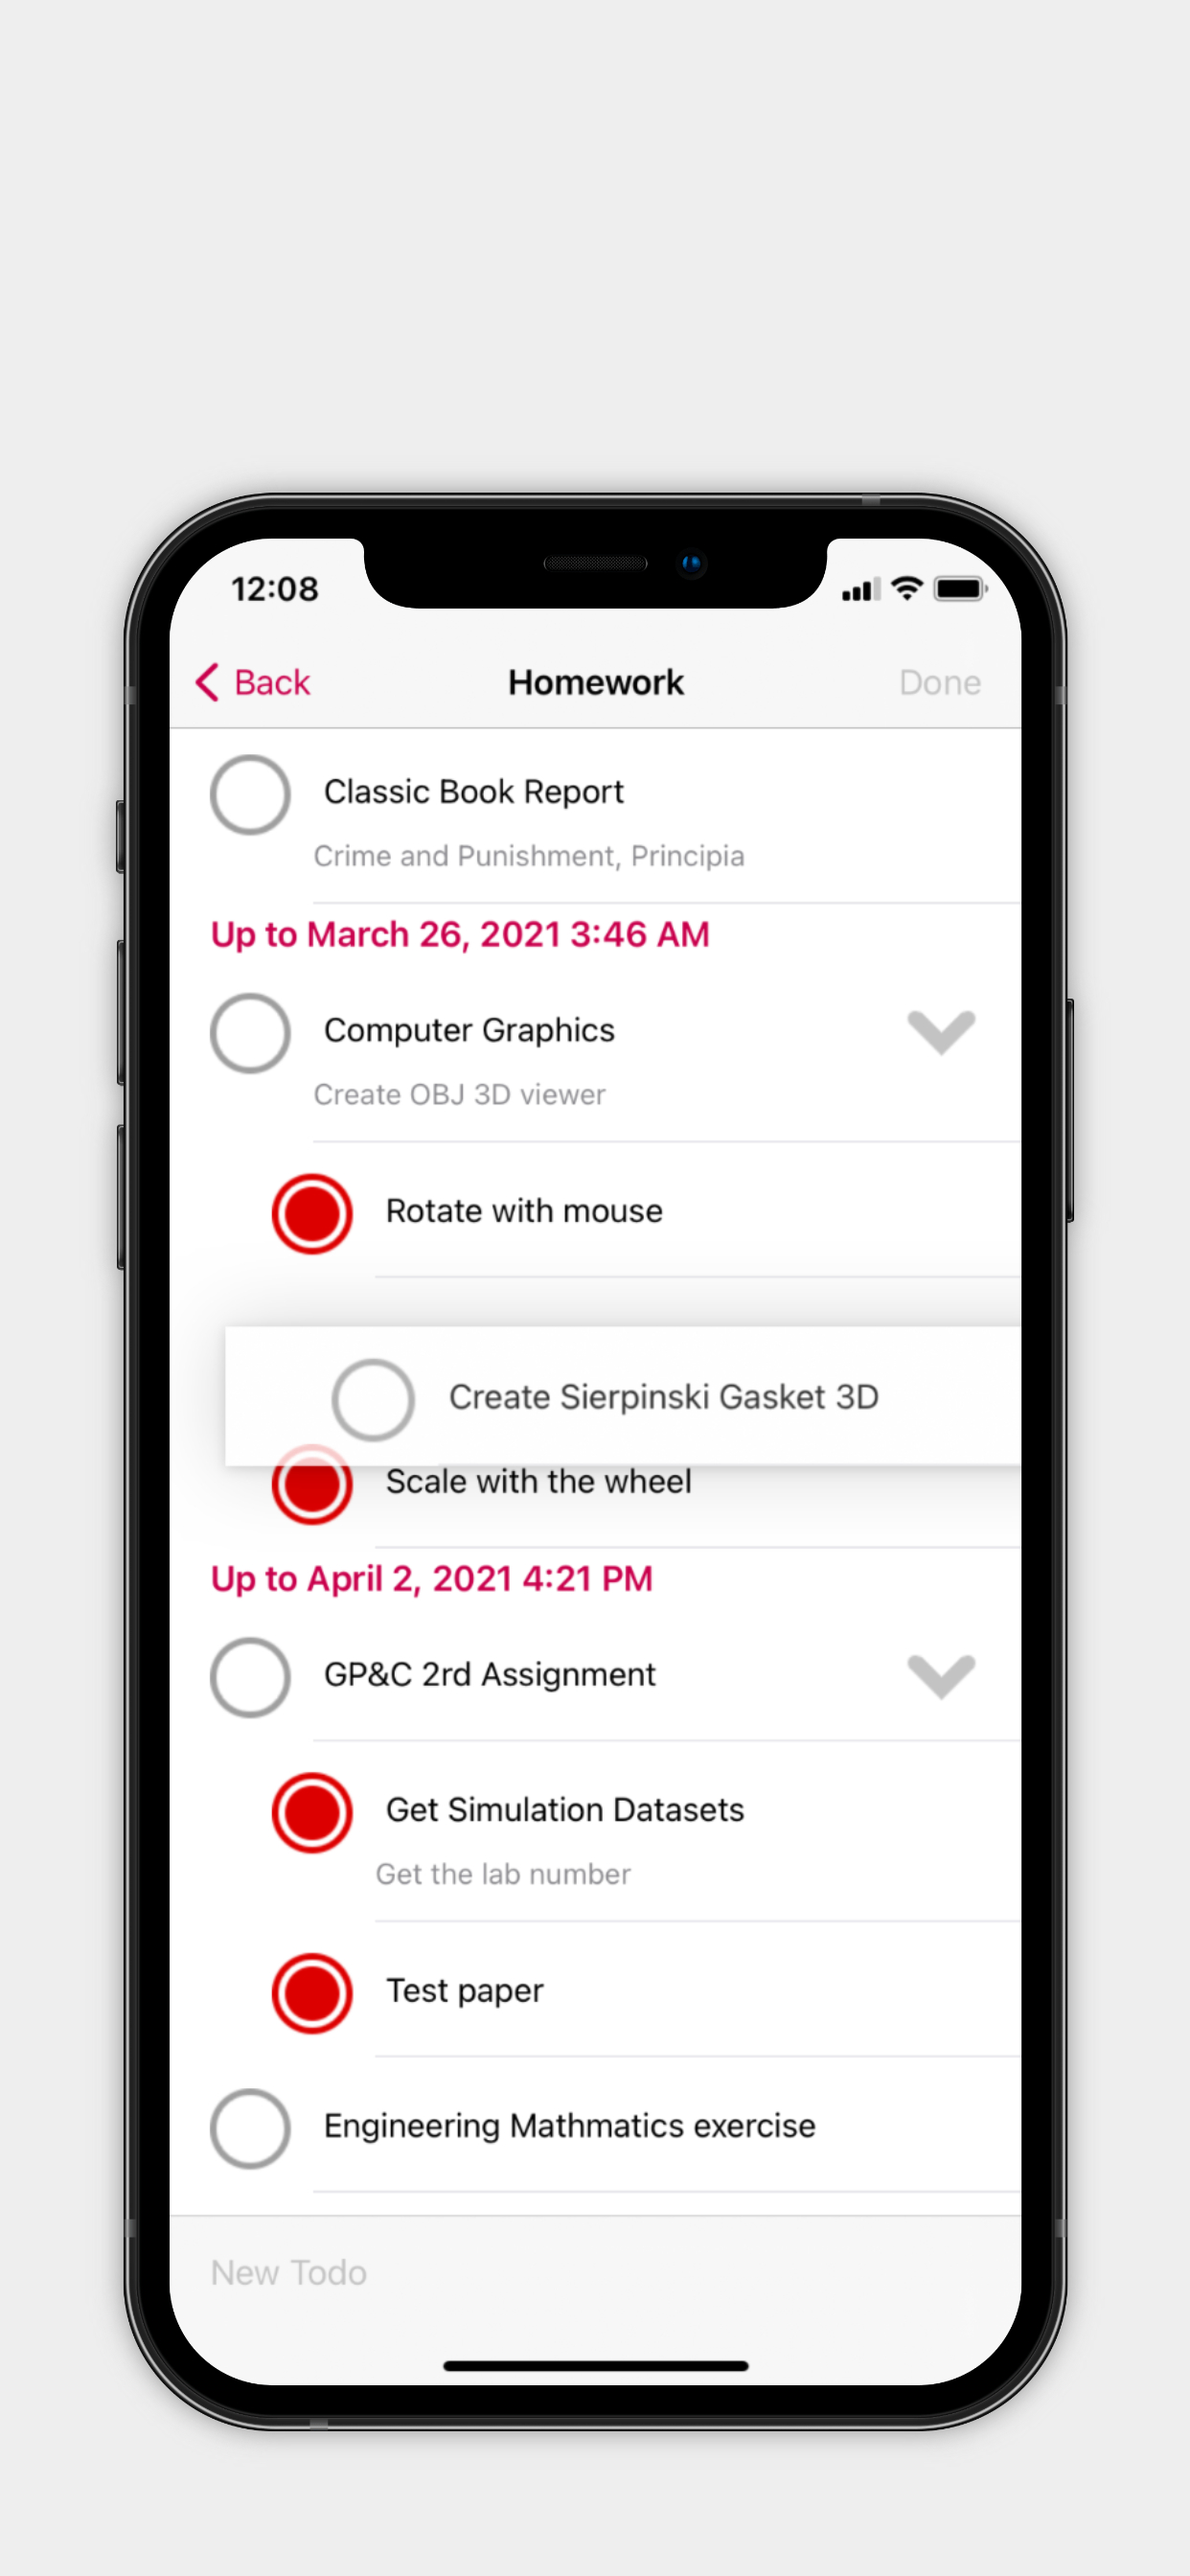 12:08
Back
Homework
Done
Classic Book Report
Crime and Punishment, Principia
Up to March 26, 2021 3:46 AM
Computer Graphics
Create OBJ 3D viewer
Rotate with mouse
Create Sierpinski Gasket 3D
Scale with the wheel
Up to April 2, 2021 4:21 PM
GP&C 2rd Assignment
Get Simulation Datasets
Get the lab number
Test paper
Engineering Mathmatics exercise
New Todo